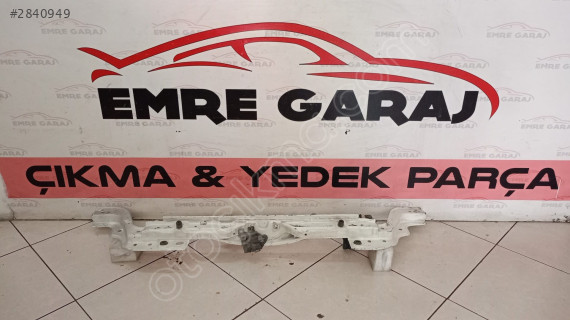 #2840949
EMRE GARAJ
ÇIKMA & YEDEK PARÇA